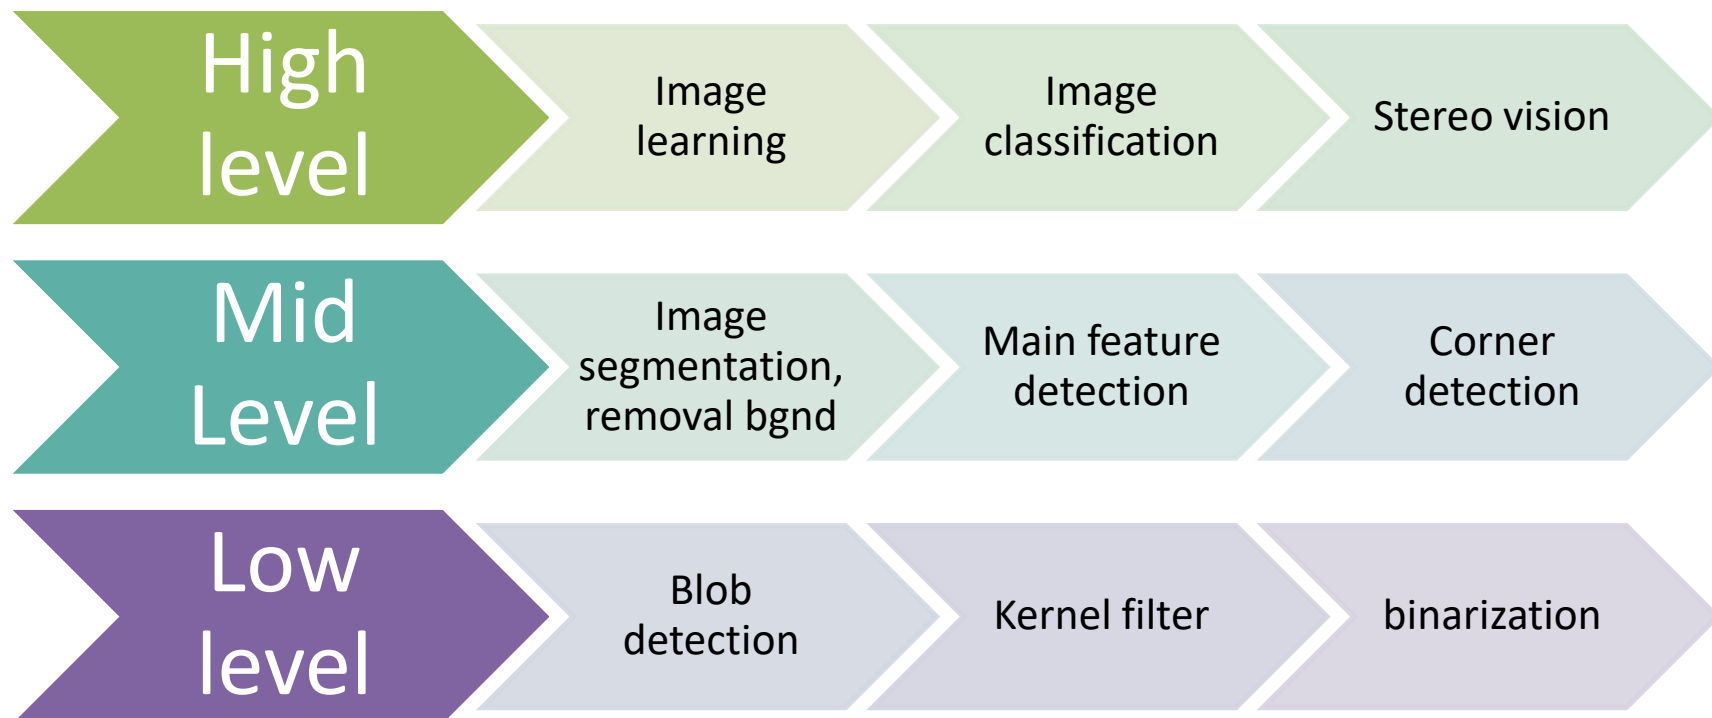 High
level
Image
learning
Image
classification
Stereo vision
Mid
Level
Image
segmentation,
removal bgnd
Main feature
detection
Corner
detection
Low
level
Blob
detection
Kernel filter
binarization